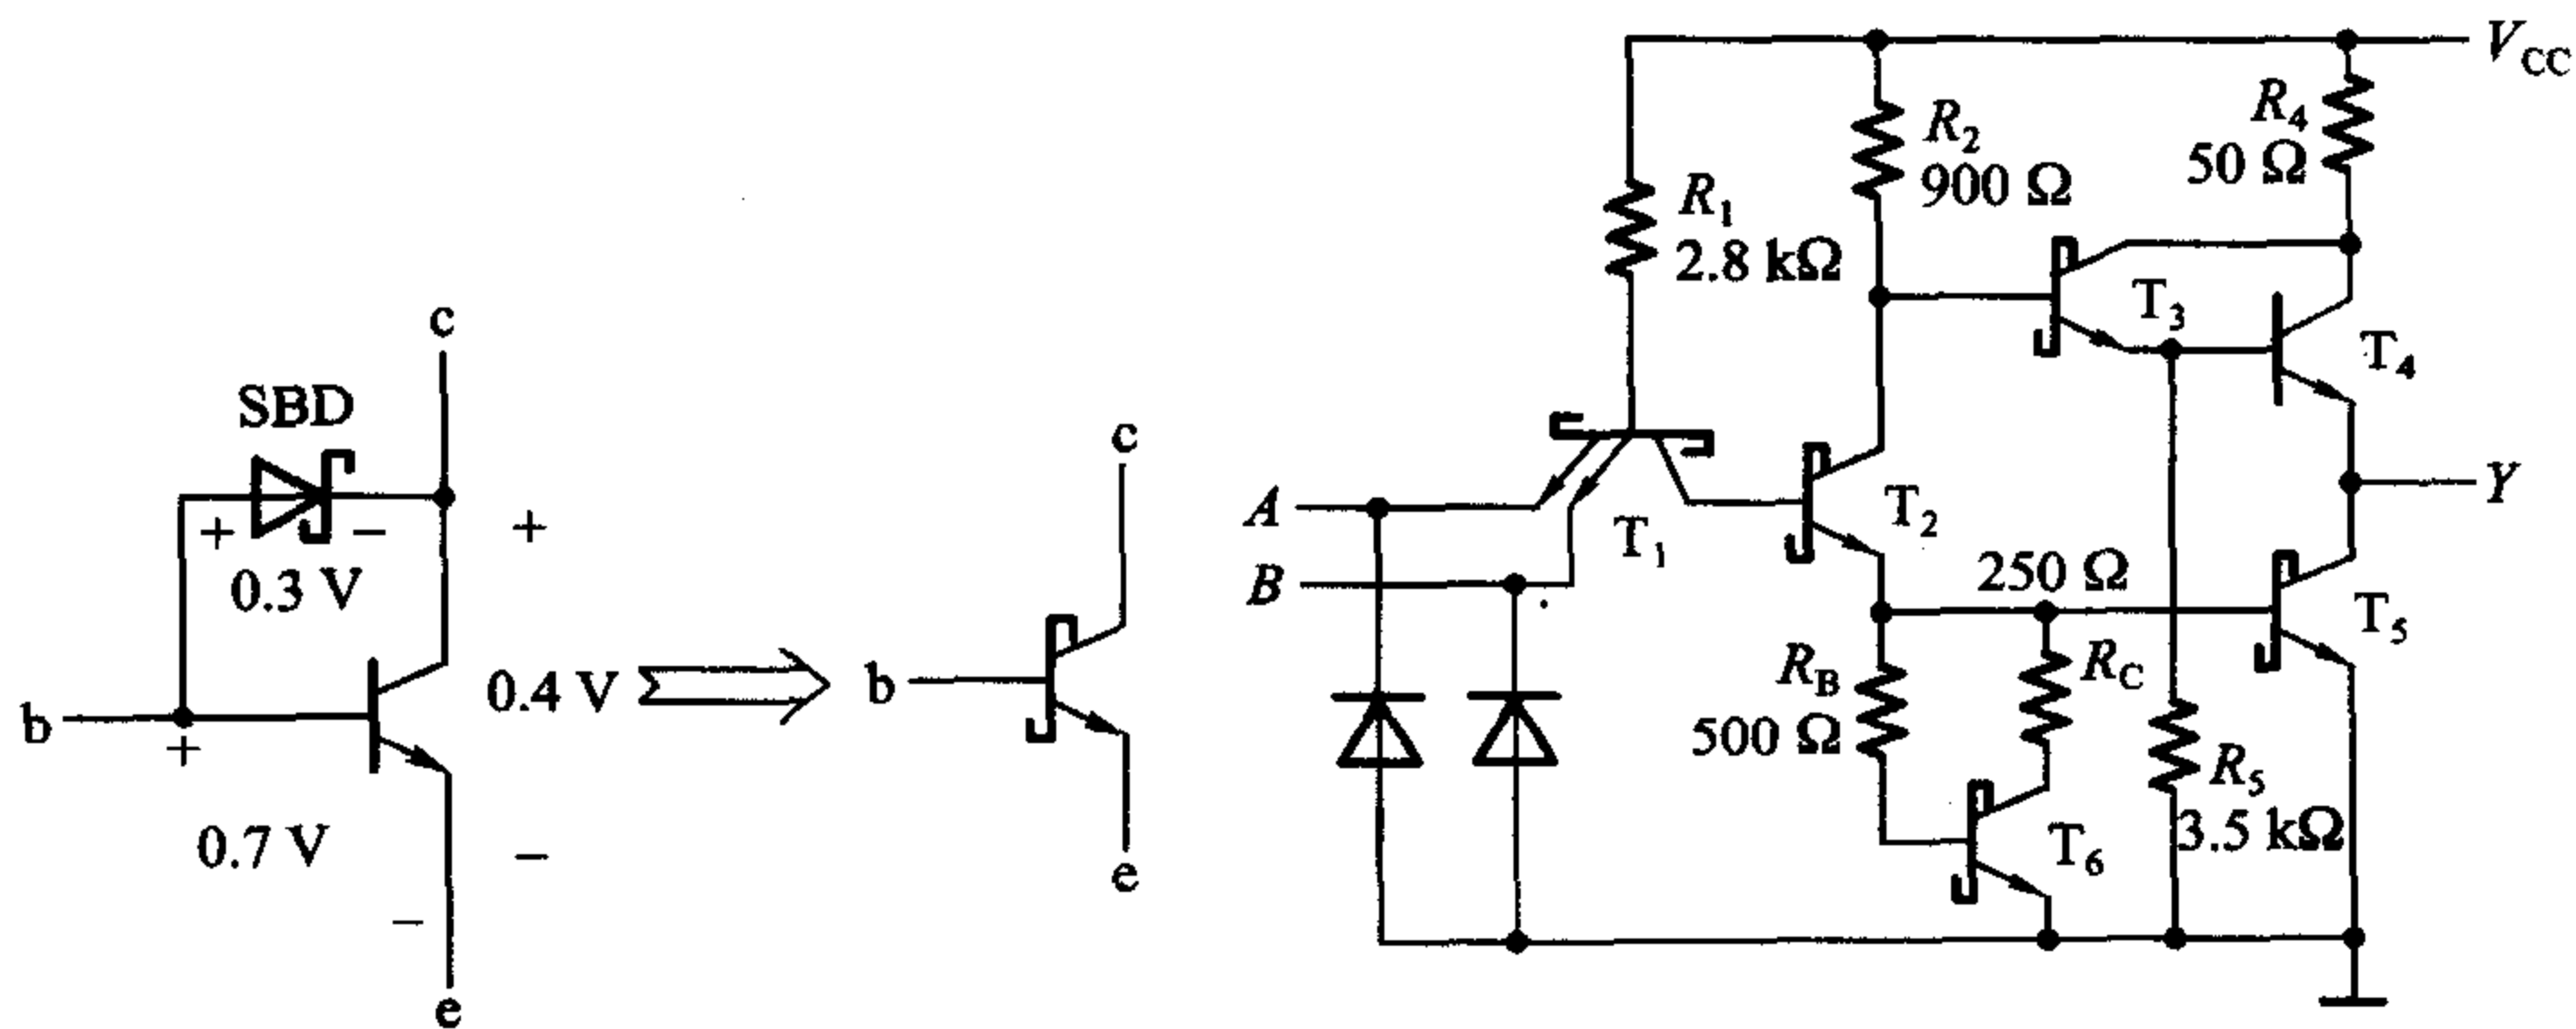 c
SBD
+ −
0.3 V
+
b
+
0.7 V
−
0.4 V
−
e
c
b
e
V_CC
R_1
2.8 kΩ
R_2
900 Ω
R_4
50 Ω
T_3
T_4
A
B
T_1
T_2
Y
250 Ω
T_5
R_B
500 Ω
R_C
R_5
3.5 kΩ
T_6